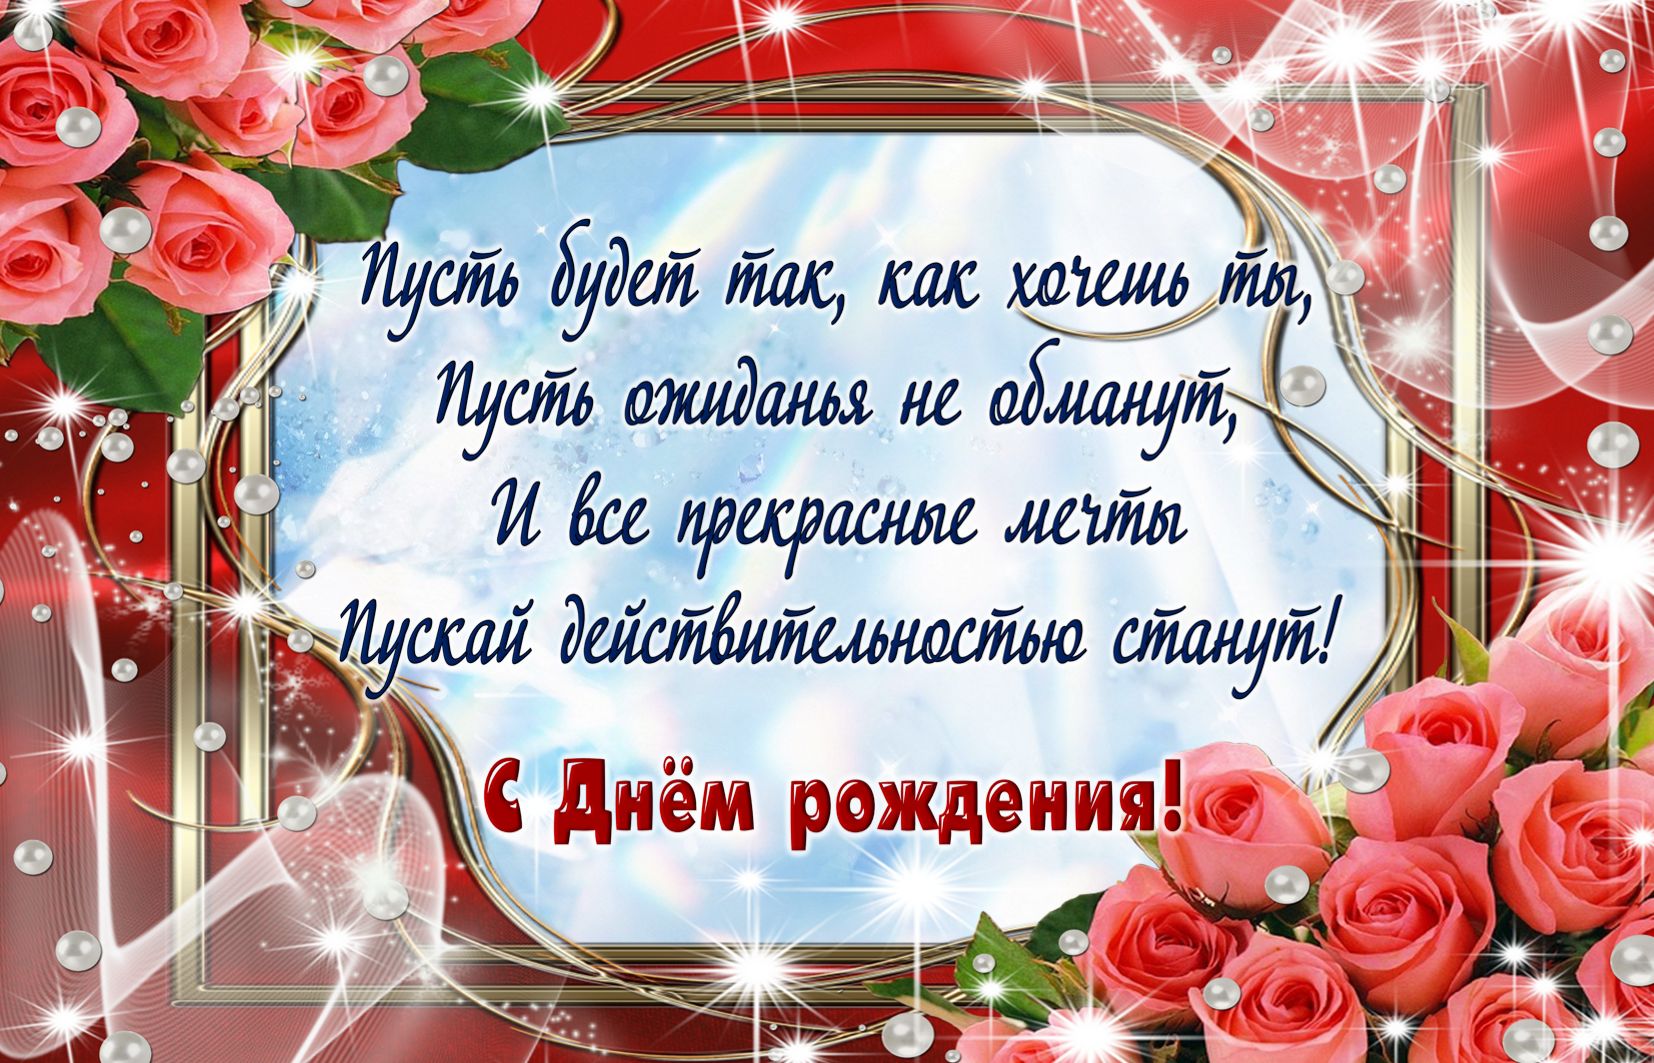 Пусть будет так, как хочешь ты,
Пусть ожиданья не обманут,
И все прекрасные мечты
Пускай действительностью станут!
С Днём рождения!